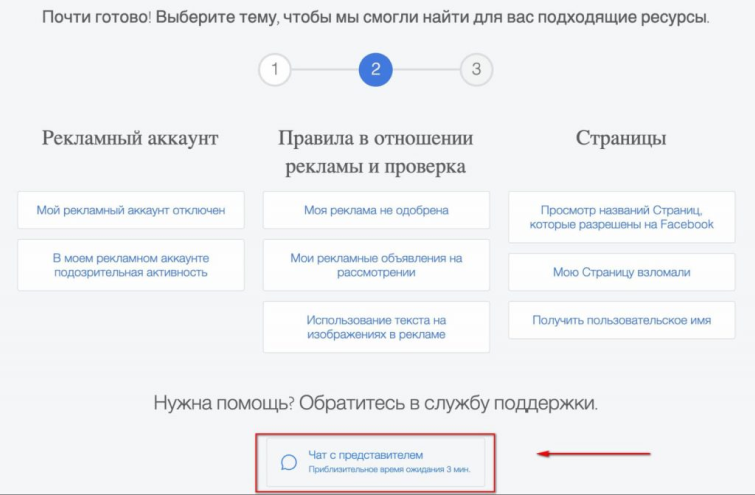 Почти готово! Выберите тему, чтобы мы смогли найти для вас подходящие ресурсы.
1
2
3
Рекламный аккаунт
Мой рекламный аккаунт отключен
В моем рекламном аккаунте
подозрительная активность
Правила в отношении
рекламы и проверка
Моя реклама не одобрена
Мои рекламные объявления на
рассмотрении
Использование текста на
изображениях в рекламе
Страницы
Просмотр названий Страниц,
которые разрешены на Facebook
Мою Страницу взломали
Получить пользовательское имя
Нужна помощь? Обратитесь в службу поддержки.
Чат с представителем
Приблизительное время ожидания 3 мин.